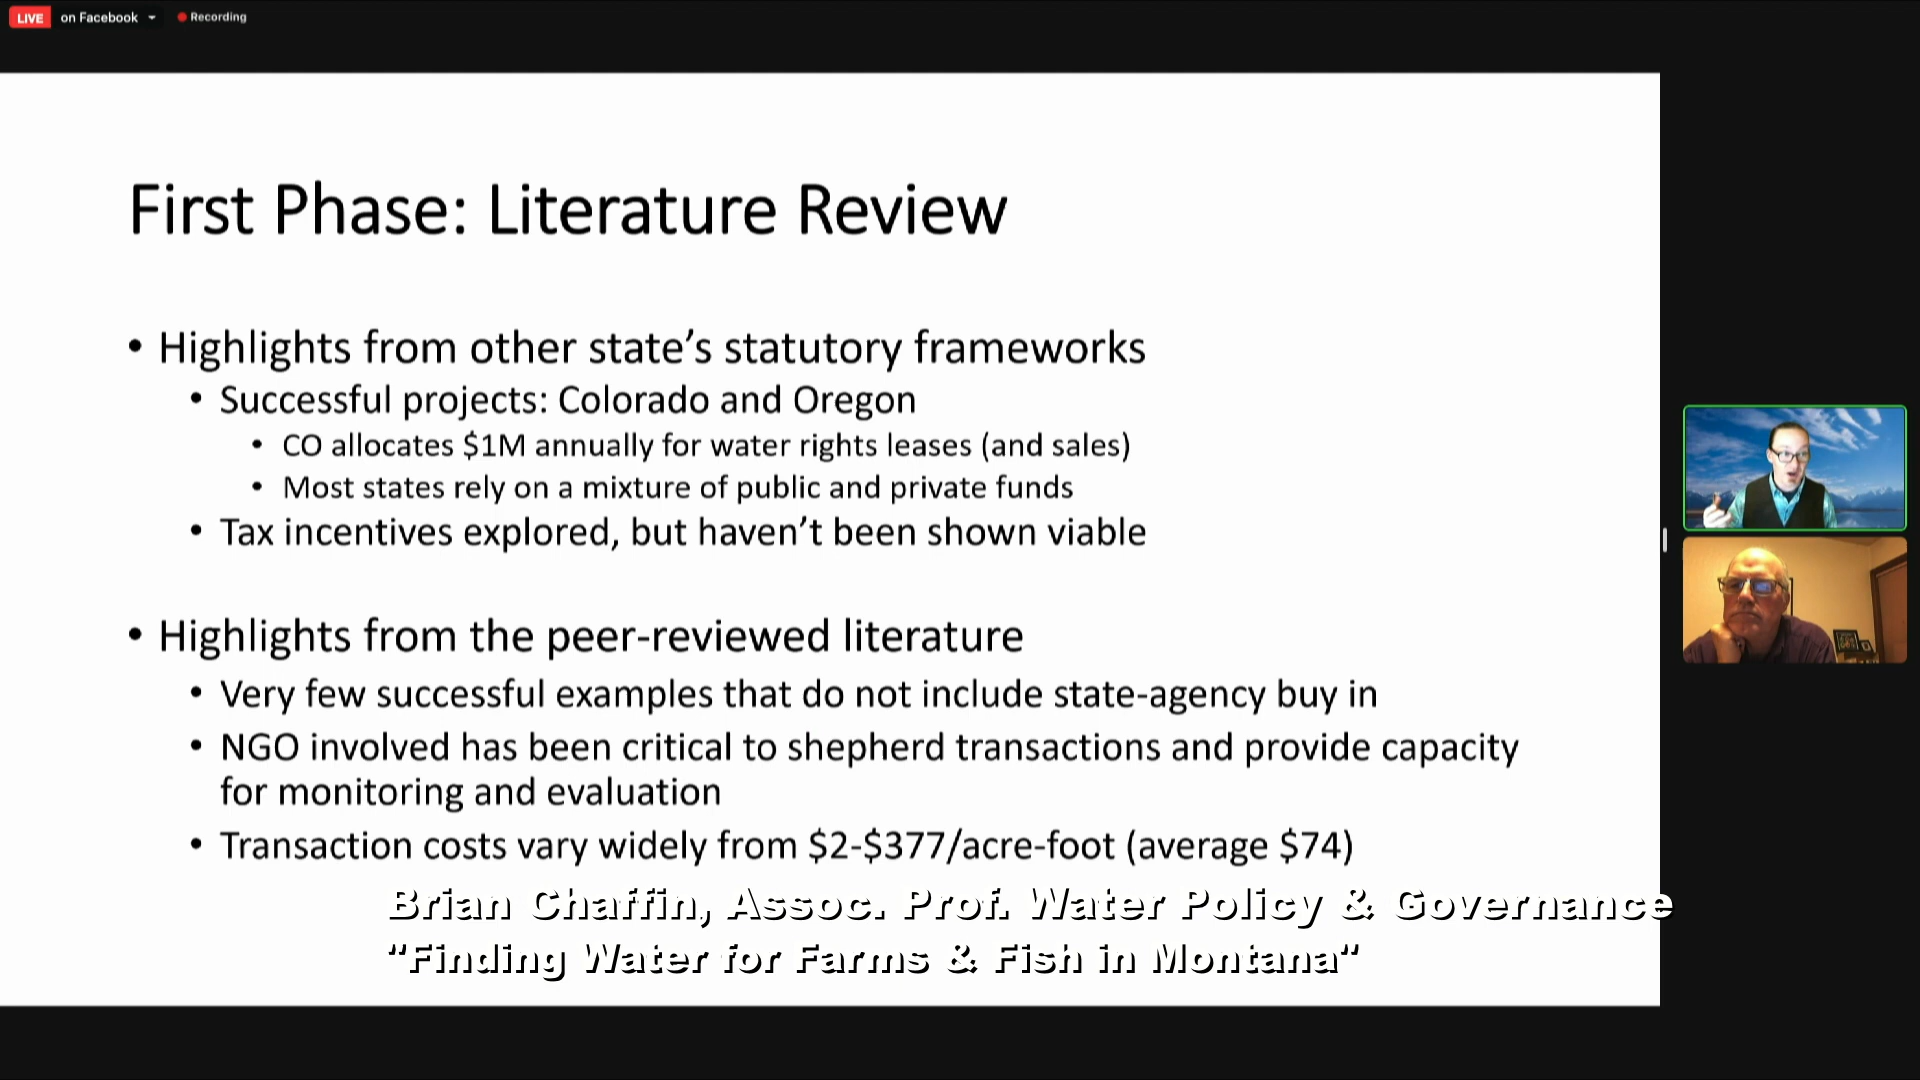 LIVE on Facebook Recording
First Phase: Literature Review
• Highlights from other state’s statutory frameworks
• Successful projects: Colorado and Oregon
• CO allocates $1M annually for water rights leases (and sales)
• Most states rely on a mixture of public and private funds
• Tax incentives explored, but haven’t been shown viable
• Highlights from the peer-reviewed literature
• Very few successful examples that do not include state-agency buy in
• NGO involved has been critical to shepherd transactions and provide capacity
for monitoring and evaluation
• Transaction costs vary widely from $2-$377/acre-foot (average $74)
Brian Chaffin, Assoc. Prof. Water Policy & Governance
"Finding Water for Farms & Fish in Montana"